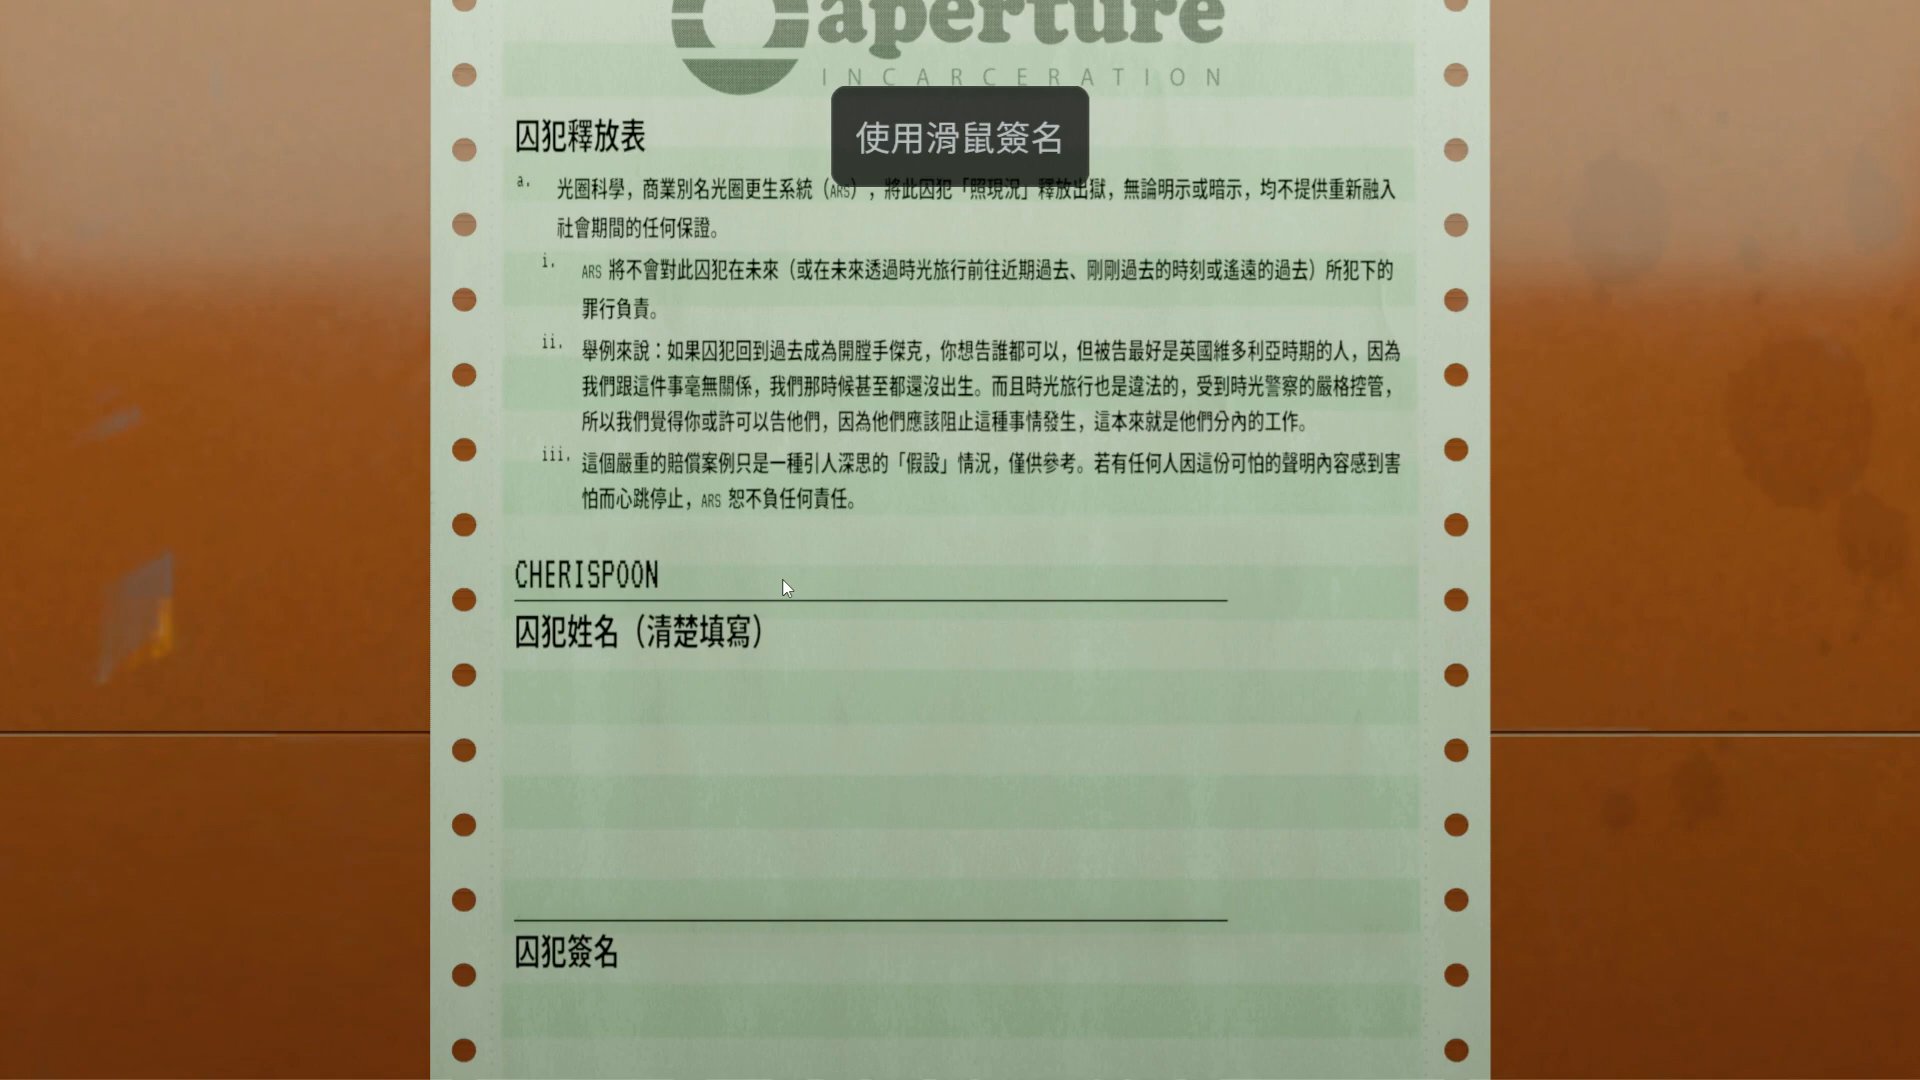 aperture
INCARCERATION
使用滑鼠簽名
囚犯釋放表
a. 光圈科學，商業別名光圈更生系統（ARS），將此囚犯「照現況」釋放出獄，無論明示或暗示，均不提供重新融入
社會期間的任何保證。
i. ARS 將不會對此囚犯在未來（或在未來透過時光旅行前往近期過去、剛剛過去的時刻或遙遠的過去）所犯下的
罪行負責。
ii. 舉例來說：如果囚犯回到過去成為開膛手傑克，你想告誰都可以，但被告最好是英國維多利亞時期的人，因為
我們跟這件事毫無關係，我們那時候甚至都還沒出生。而且時光旅行也是違法的，受到時光警察的嚴格控管，
所以我們覺得你或許可以告他們，因為他們應該阻止這種事情發生，這本來就是他們分內的工作。
iii. 這個嚴重的賠償案例只是一種引人深思的「假設」情況，僅供參考。若有任何人因這份可怕的聲明內容感到害
怕而心跳停止，ARS 恕不負任何責任。
CHERISPOON
囚犯姓名（清楚填寫）
囚犯簽名